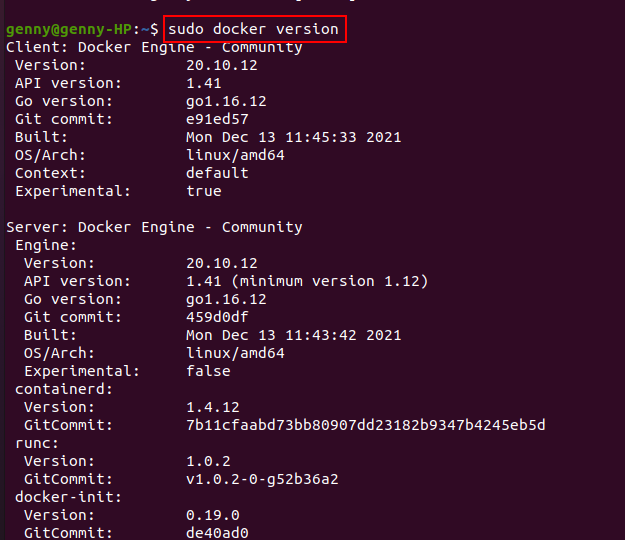 genny@genny-HP:~$ sudo docker version
Client: Docker Engine - Community
Version: 20.10.12
API version: 1.41
Go version: go1.16.12
Git commit: e91ed57
Built: Mon Dec 13 11:45:33 2021
OS/Arch: linux/amd64
Context: default
Experimental: true
Server: Docker Engine - Community
Engine:
Version: 20.10.12
API version: 1.41 (minimum version 1.12)
Go version: go1.16.12
Git commit: 459d0df
Built: Mon Dec 13 11:43:42 2021
OS/Arch: linux/amd64
Experimental: false
containerd:
Version: 1.4.12
GitCommit: 7b11cfaabd73bb80907dd23182b9347b4245eb5d
runc:
Version: 1.0.2
GitCommit: v1.0.2-0-g52b36a2
docker-init:
Version: 0.19.0
GitCommit: de40ad0